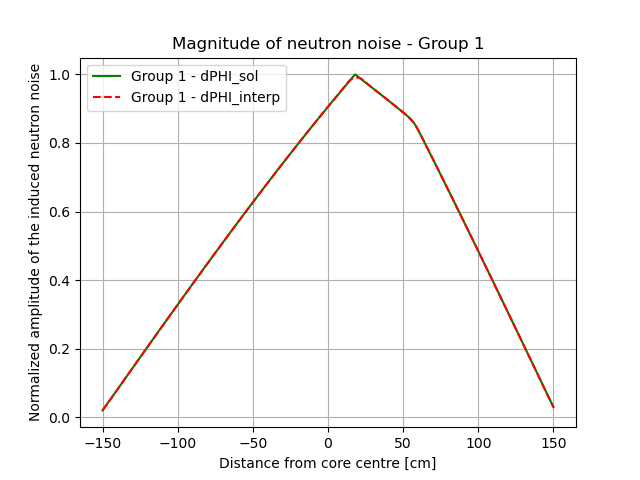 Magnitude of neutron noise - Group 1
Group 1 - dPHI_sol
Group 1 - dPHI_interp
Normalized amplitude of the induced neutron noise
1.0
0.8
0.6
0.4
0.2
0.0
−150 −100 −50 0 50 100 150
Distance from core centre [cm]